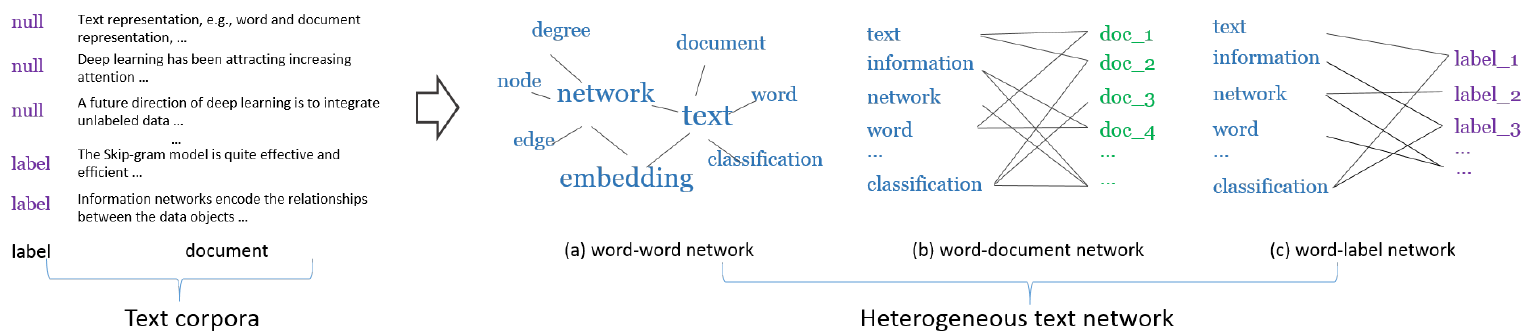 null
Text representation, e.g., word and document
representation, ...
null
Deep learning has been attracting increasing
attention ...
null
A future direction of deep learning is to integrate
unlabeled data ...
...
label
The Skip-gram model is quite effective and
efficient ...
label
Information networks encode the relationships
between the data objects ...
label
document
Text corpora
degree
document
node
network
word
text
edge
classification
embedding
(a) word-word network
text
information
network
word
...
classification
doc_1
doc_2
doc_3
doc_4
...
...
(b) word-document network
text
information
network
word
...
classification
label_1
label_2
label_3
...
...
(c) word-label network
Heterogeneous text network